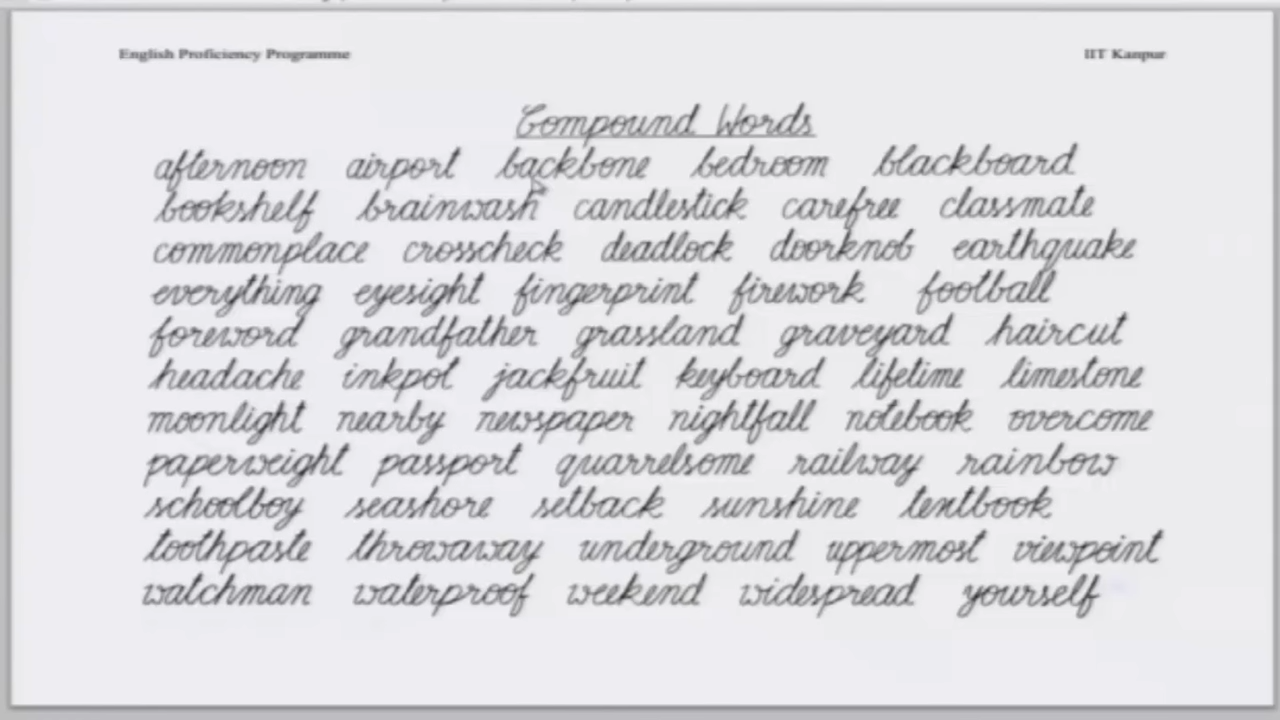 English Proficiency Programme IIT Kanpur
Compound Words
afternoon airport backbone bedroom blackboard
bookshelf brainwash candlestick carefree classmate
commonplace crosscheck deadlock doorknob earthquake
everything eyesight fingerprint firework football
foreword grandfather grassland graveyard haircut
headache inkpot jackfruit keyboard lifetime limestone
moonlight nearby newspaper nightfall notebook overcome
paperweight passport quarrelsome railway rainbow
schoolboy seashore setback sunshine textbook
toothpaste throwaway underground uppermost viewpoint
watchman waterproof weekend widespread yourself